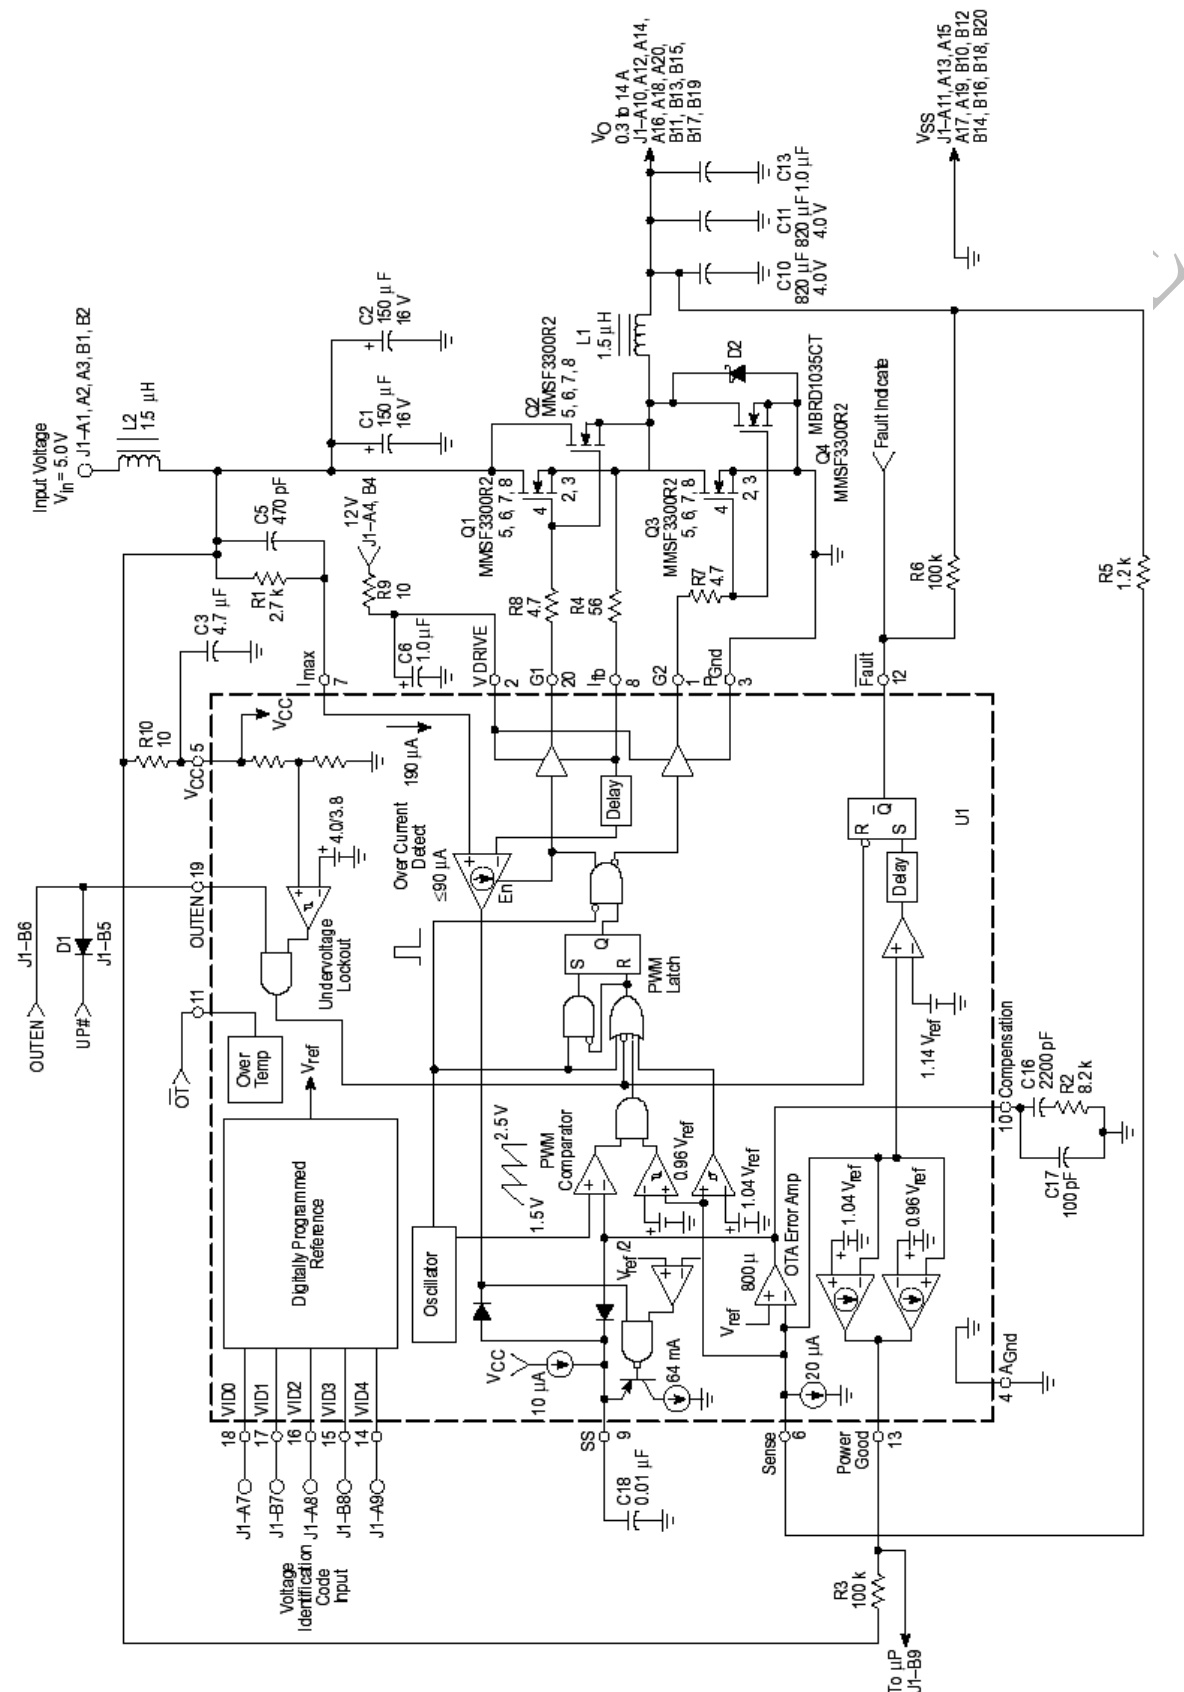 Input Voltage
Vin = 5.0 V
J1–A1, A2, A3, B1, B2
L2
1.5 µH
C5
470 pF
R1
2.7 k
C3
4.7 µF
R10
10
12 V
J1–A4, B4
R9
10
C6
1.0 µF
C1
150 µF
16 V
C2
150 µF
16 V
Q1
MMSF3300R2
5, 6, 7, 8
4
2, 3
Q2
MMSF3300R2
5, 6, 7, 8
Q3
MMSF3300R2
5, 6, 7, 8
4
2, 3
Q4
MMSF3300R2
MBRD1035CT
D2
L1
1.5 µH
R8
4.7
R4
56
R7
4.7
C10
820 µF
4.0 V
C11
820 µF
4.0 V
C13
1.0 µF
VO
0.3 to 14 A
J1–A10, A12, A14,
A16, A18, A20,
B11, B13, B15,
B17, B19
VSS
J1–A11, A13, A15
A17, A19, B10, B12
B14, B16, B18, B20
Fault Indicate
R6
100 k
R5
1.2 k
OUTEN
J1–B6
UP#
D1
J1–B5
OT
11
OUTEN
19
VCC
5
Imax
7
V DRIVE
2
G1
20
Ifb
8
G2
1
PGnd
3
Fault
12
Over
Temp
Vref
Digitally Programmed
Reference
Undervoltage
Lockout
4.0/3.8
VCC
190 µA
Over Current
Detect
≤90 µA
En
Delay
S
Q
R
PWM
Latch
R
Q
S
Delay
U1
1.14 Vref
Oscillator
1.5 V
2.5 V
PWM
Comparator
0.96 Vref
1.04 Vref
Vref/2
VCC
10 µA
64 mA
800 µ
OTA Error Amp
Vref
20 µA
1.04 Vref
0.96 Vref
10
Compensation
C16
2200 pF
R2
8.2 k
C17
100 pF
4
AGnd
VID0
18
J1–A7
VID1
17
J1–B7
VID2
16
J1–A8
VID3
15
J1–B8
VID4
14
J1–A9
Voltage
Identification
Code
Input
SS
9
C18
0.01 µF
Sense
6
Power
Good
13
R3
100 k
To µP
J1–B9